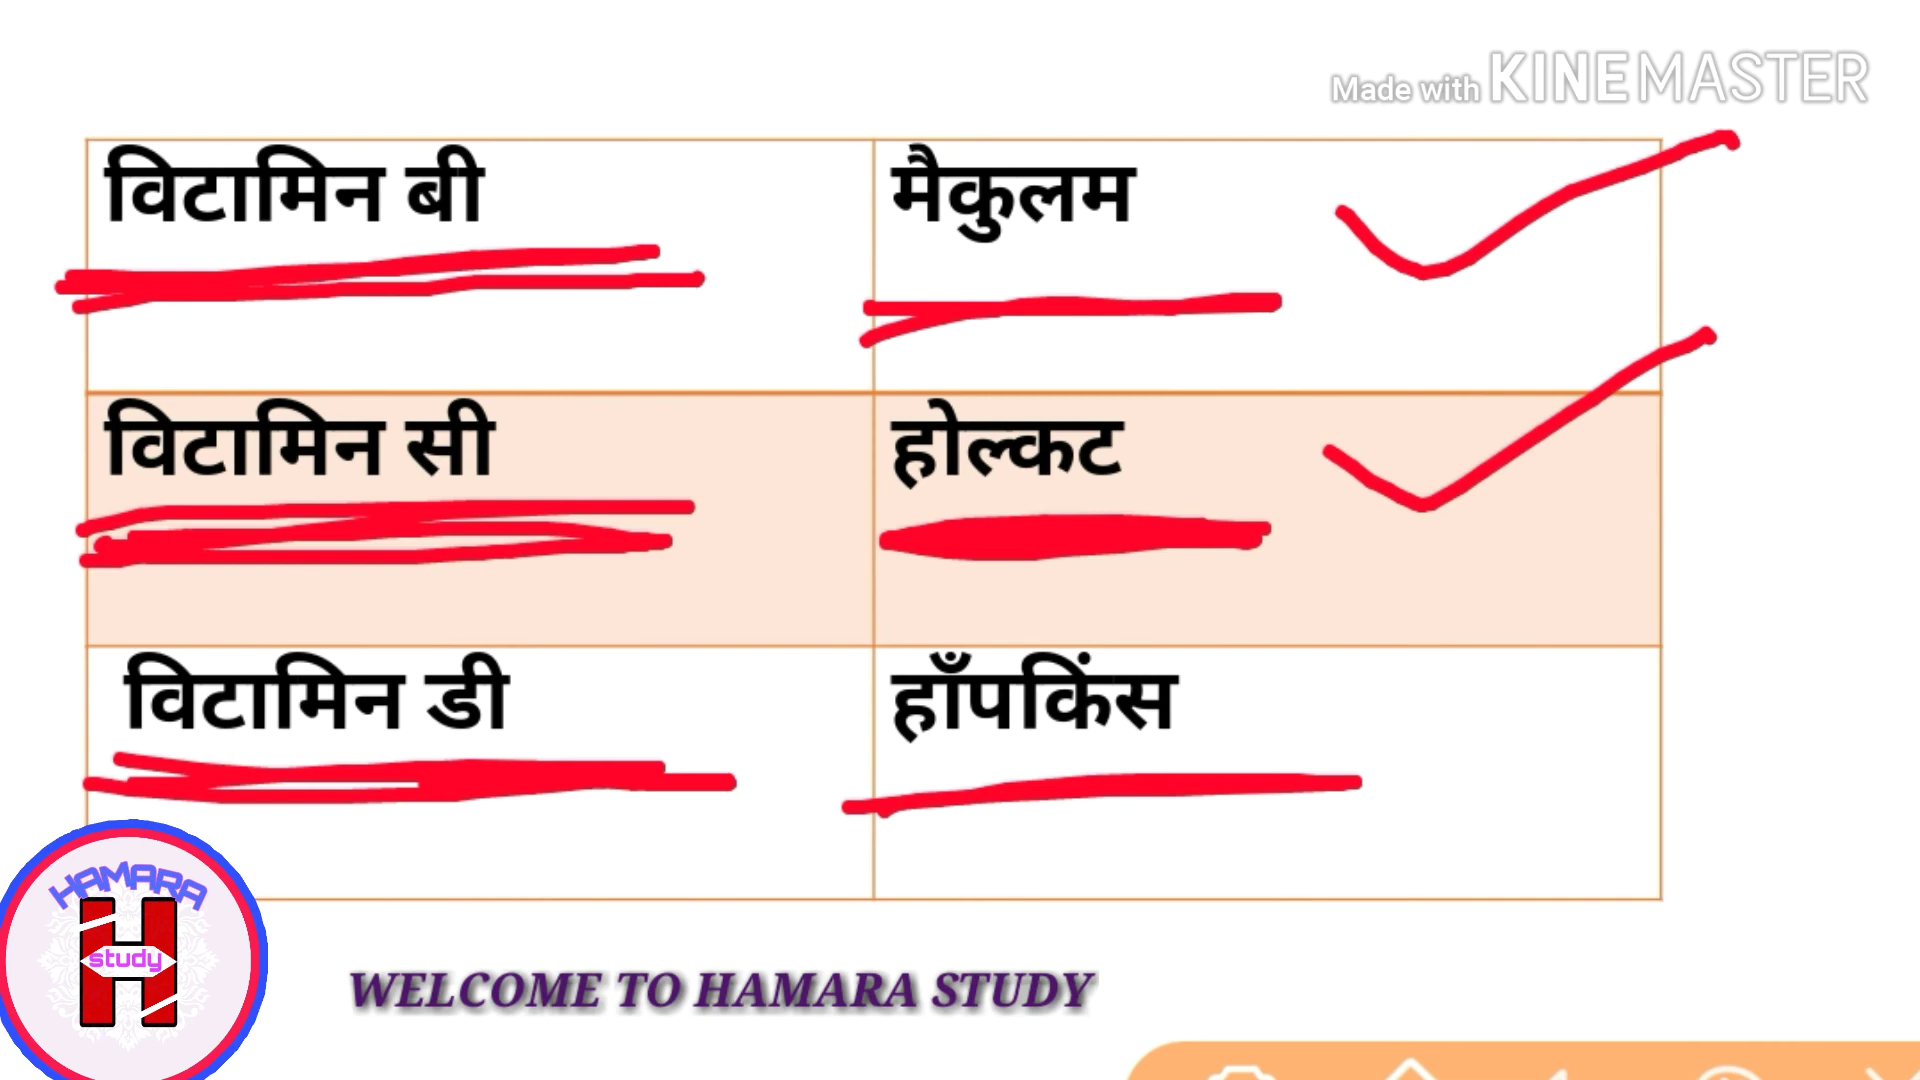 Made with KINEMASTER
विटामिन बी मैकुलम
विटामिन सी होल्कट
विटामिन डी हाँपकिंस
HAMARA
H
study
WELCOME TO HAMARA STUDY